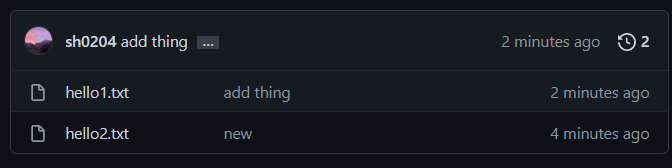 sh0204 add thing ... 2 minutes ago 2
hello1.txt add thing 2 minutes ago
hello2.txt new 4 minutes ago